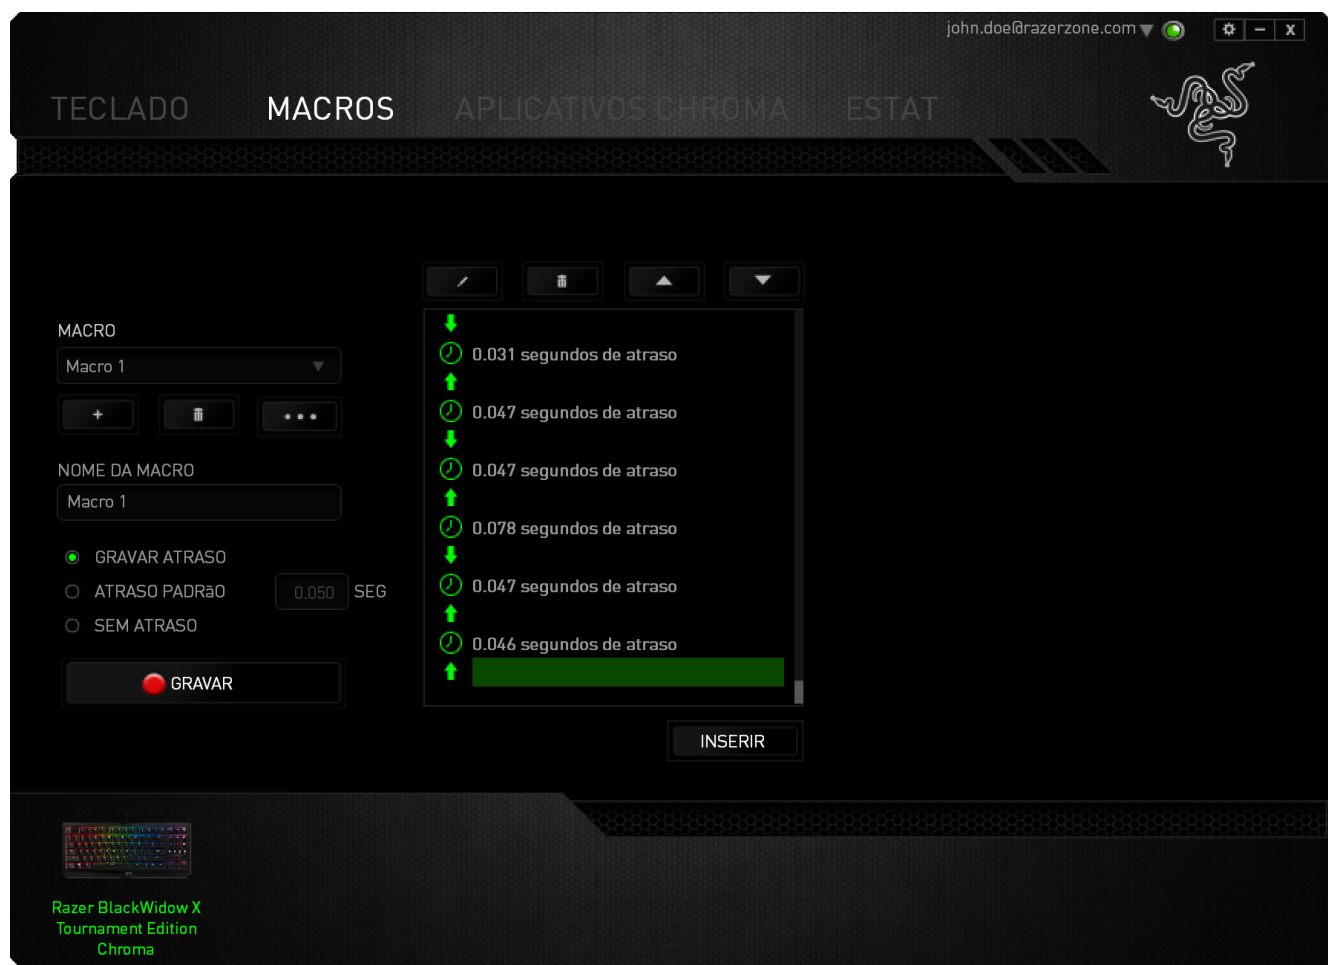 john.doe@razerzone.com
TECLADO
MACROS
APLICATIVOS CHROMA
ESTAT
MACRO
Macro 1
NOME DA MACRO
Macro 1
GRAVAR ATRASO
ATRASO PADRãO
0.050
SEG
SEM ATRASO
GRAVAR
0.031 segundos de atraso
0.047 segundos de atraso
0.047 segundos de atraso
0.078 segundos de atraso
0.047 segundos de atraso
0.046 segundos de atraso
INSERIR
Razer BlackWidow X
Tournament Edition
Chroma